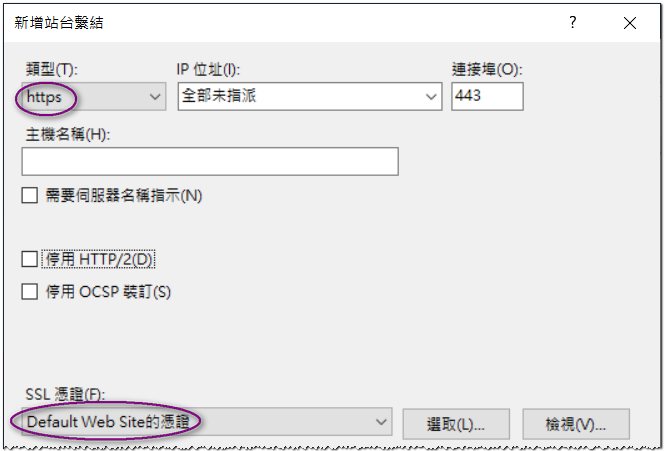 新增站台繫結
?
類型(T):
IP 位址(I):
連接埠(O):
https
全部未指派
443
主機名稱(H):
需要伺服器名稱指示(N)
停用 HTTP/2(D)
停用 OCSP 裝訂(S)
SSL 憑證(F):
Default Web Site的憑證
選取(L)...
檢視(V)...